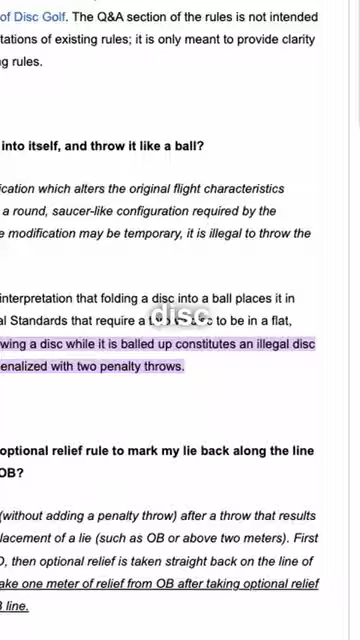 of Disc Golf. The Q&A section of the rules is not intended
tations of existing rules; it is only meant to provide clarity
g rules.
into itself, and throw it like a ball?
ication which alters the original flight characteristics
a round, saucer-like configuration required by the
e modification may be temporary, it is illegal to throw the
interpretation that folding a disc into a ball places it in
disc
al Standards that require a to be in a flat,
wing a disc while it is balled up constitutes an illegal disc
enalized with two penalty throws.
optional relief rule to mark my lie back along the line
OB?
(without adding a penalty throw) after a throw that results
lacement of a lie (such as OB or above two meters). First
O, then optional relief is taken straight back on the line of
ake one meter of relief from OB after taking optional relief
B line.